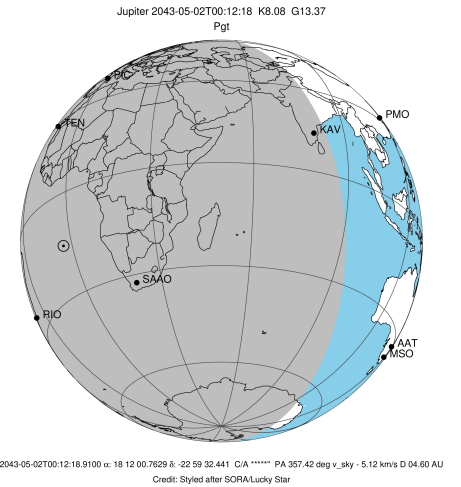 Jupiter 2043-05-02T00:12:18 K8.08 G13.37
Pgt
PIC
TEN
PMO
KAV
SAAO
RIO
AAT
MSO
2043-05-02T00:12:18.9100 α: 18 12 00.7629 δ: -22 59 32.441 C/A *****" PA 357.42 deg v_sky - 5.12 km/s D 04.60 AU
Credit: Styled after SORA/Lucky Star